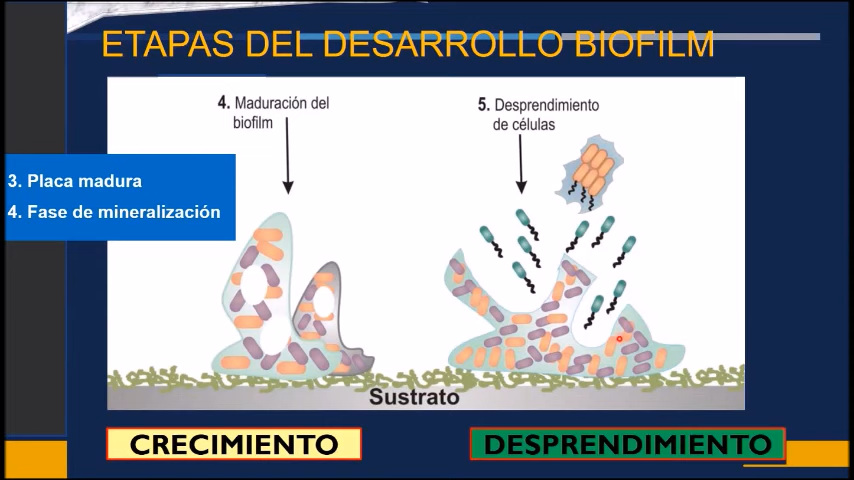 ETAPAS DEL DESARROLLO BIOFILM
4. Maduración del
biofilm
5. Desprendimiento
de células
3. Placa madura
4. Fase de mineralización
Sustrato
CRECIMIENTO
DESPRENDIMIENTO